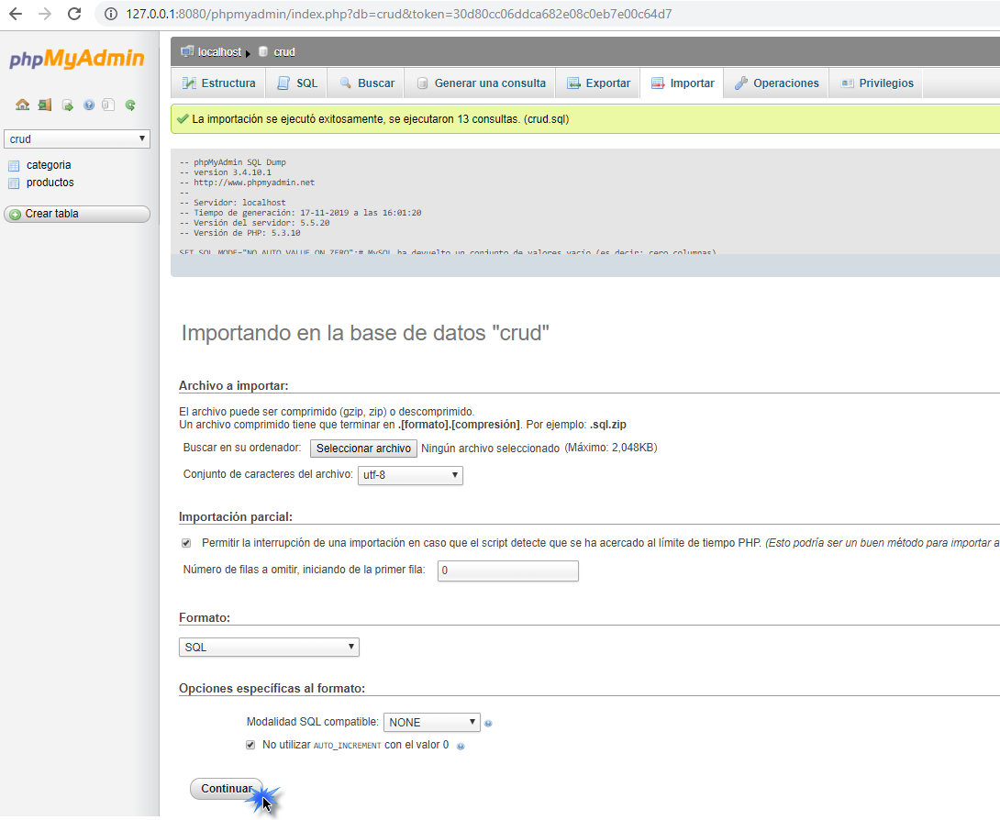 127.0.0.1:8080/phpmyadmin/index.php?db=crud&token=30d80cc06ddca682e08c0eb7e00c64d7
phpMyAdmin
crud
categoria
productos
Crear tabla
localhost crud
Estructura SQL Buscar Generar una consulta Exportar Importar Operaciones Privilegios
La importación se ejecutó exitosamente, se ejecutaron 13 consultas. (crud.sql)
-- phpMyAdmin SQL Dump
-- version 3.4.10.1
-- http://www.phpmyadmin.net
--
-- Servidor: localhost
-- Tiempo de generación: 17-11-2019 a las 16:01:20
-- Versión del servidor: 5.5.20
-- Versión de PHP: 5.3.10
SET SQL_MODE="NO_AUTO_VALUE_ON_ZERO";# MySQL ha devuelto un conjunto de valores vacío (es decir: cero columnas)
Importando en la base de datos "crud"
Archivo a importar:
El archivo puede ser comprimido (gzip, zip) o descomprimido.
Un archivo comprimido tiene que terminar en .[formato].[compresión]. Por ejemplo: .sql.zip
Buscar en su ordenador: Seleccionar archivo Ningún archivo seleccionado (Máximo: 2,048KB)
Conjunto de caracteres del archivo: utf-8
Importación parcial:
Permitir la interrupción de una importación en caso que el script detecte que se ha acercado al límite de tiempo PHP. (Esto podría ser un buen método para importar a
Número de filas a omitir, iniciando de la primer fila: 0
Formato:
SQL
Opciones específicas al formato:
Modalidad SQL compatible: NONE
No utilizar AUTO_INCREMENT con el valor 0
Continuar